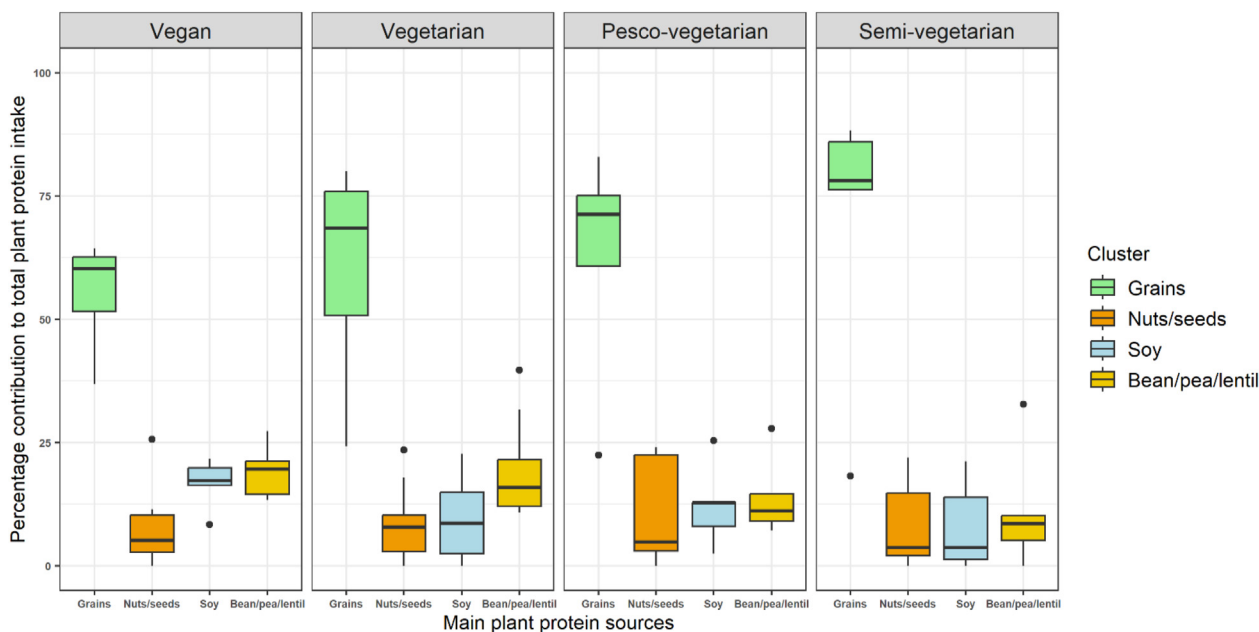 Vegan
Vegetarian
Pesco-vegetarian
Semi-vegetarian
Percentage contribution to total plant protein intake
100
75
50
25
0
Grains Nuts/seeds Soy Bean/pea/lentil
Grains Nuts/seeds Soy Bean/pea/lentil
Grains Nuts/seeds Soy Bean/pea/lentil
Grains Nuts/seeds Soy Bean/pea/lentil
Main plant protein sources
Cluster
Grains
Nuts/seeds
Soy
Bean/pea/lentil